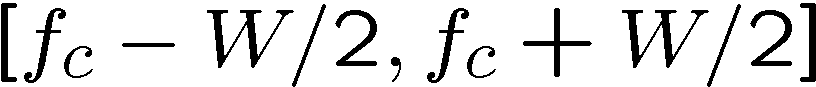 [f_c − W/2, f_c + W/2]